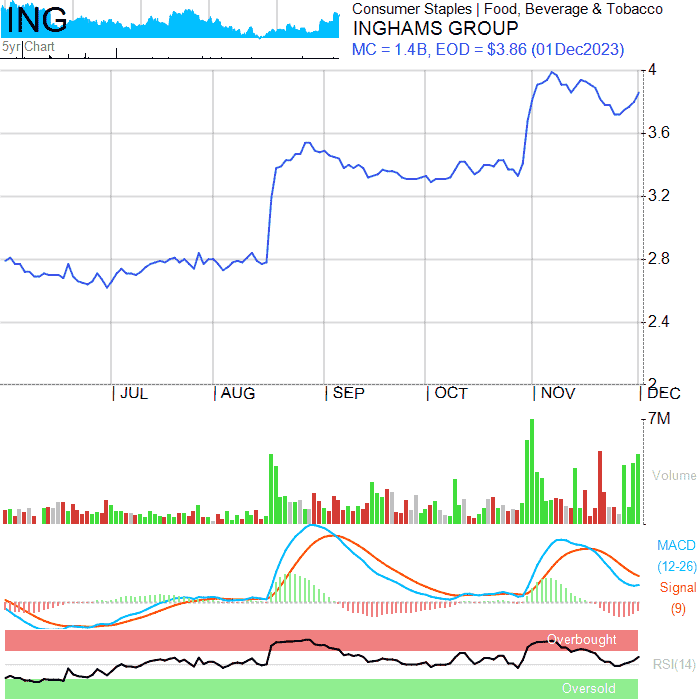 ING
Consumer Staples | Food, Beverage & Tobacco
INGHAMS GROUP
MC = 1.4B, EOD = $3.86 (01Dec2023)
5yr Chart
4
3.6
3.2
2.8
2.4
2
JUL AUG SEP OCT NOV DEC
7M
Volume
MACD
(12-26)
Signal
(9)
Overbought
RSI(14)
Oversold